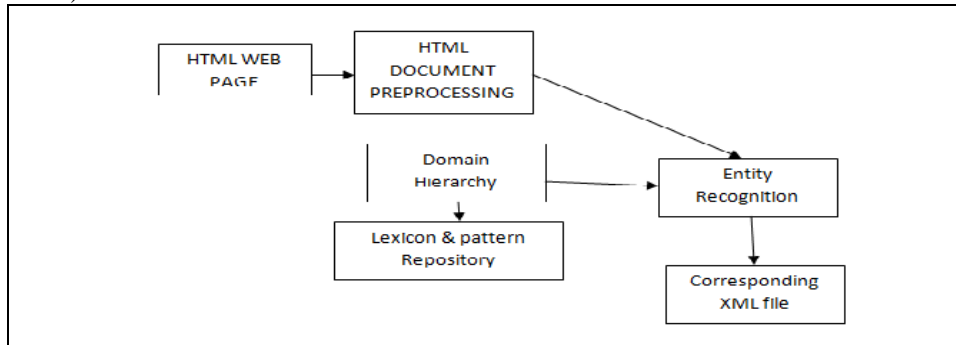 HTML WEB
PAGE
HTML
DOCUMENT
PREPROCESSING
Domain
Hierarchy
Entity
Recognition
Lexicon & pattern
Repository
Corresponding
XML file